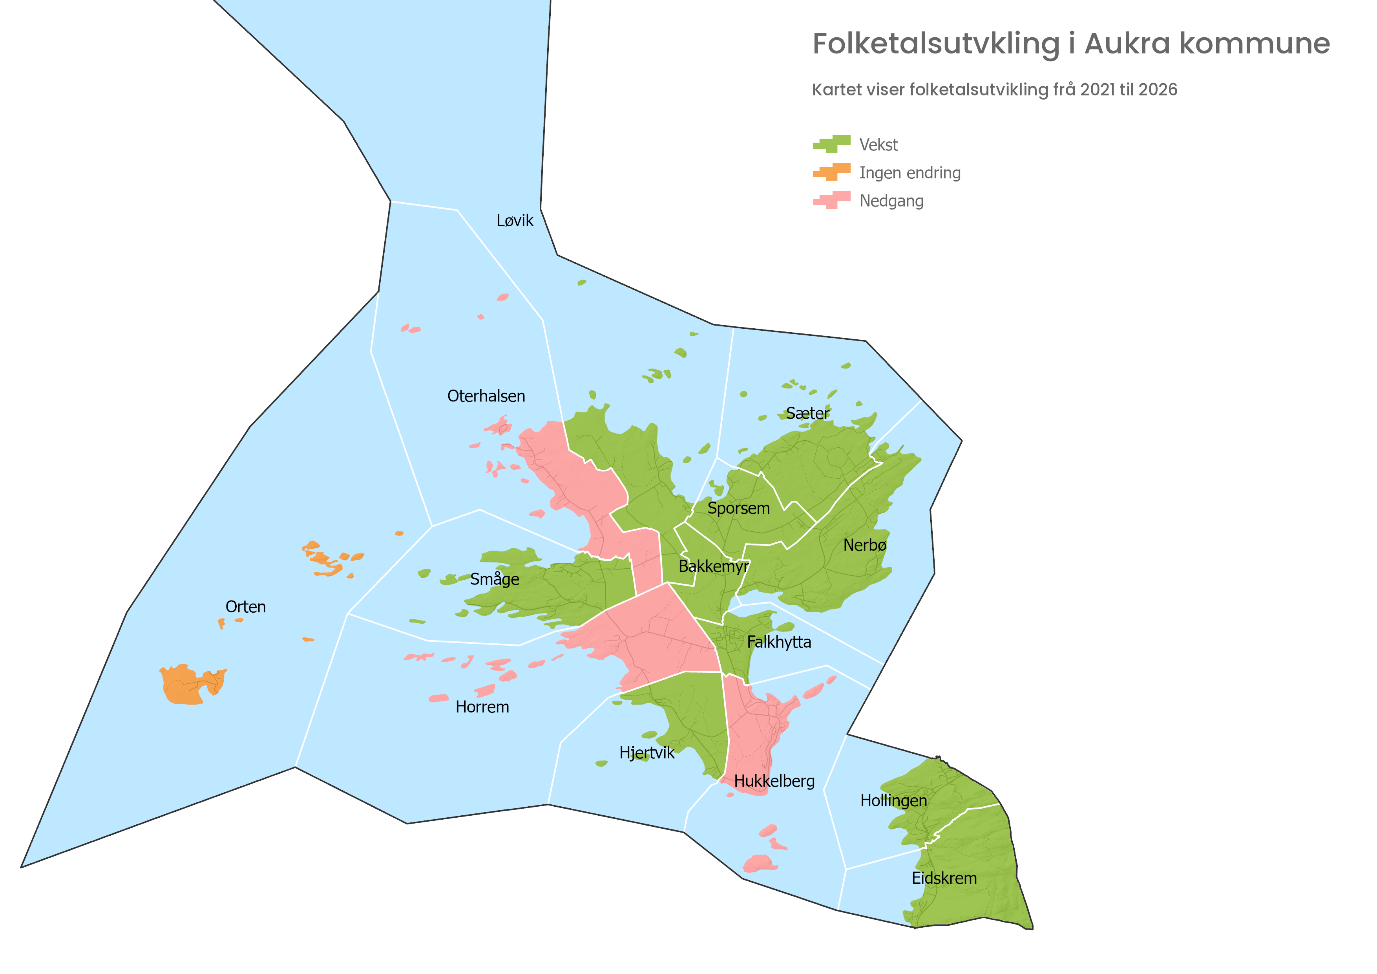 Folketalsutvkling i Aukra kommune
Kartet viser folketalsutvikling frå 2021 til 2026
Vekst
Ingen endring
Nedgang
Løvik
Oterhalsen
Sæter
Sporsem
Nerbø
Bakkemyr
Småge
Orten
Falkhytta
Horrem
Hjertvik
Hukkelberg
Hollingen
Eidskrem